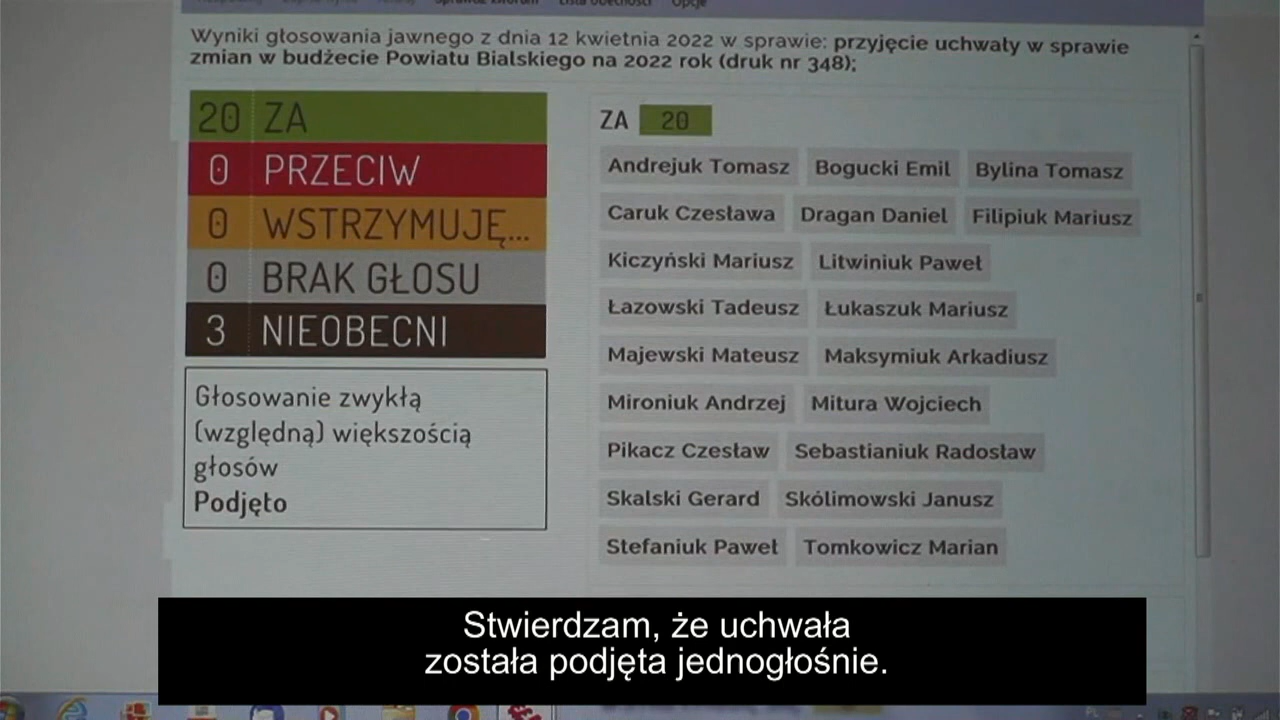 Wyniki głosowania jawnego z dnia 12 kwietnia 2022 w sprawie: przyjęcie uchwały w sprawie
zmian w budżecie Powiatu Bialskiego na 2022 rok (druk nr 348);
20 ZA
0 PRZECIW
0 WSTRZYMUJĘ...
0 BRAK GŁOSU
3 NIEOBECNI
Głosowanie zwykłą
(względną) większością
głosów
Podjęto
ZA 20
Andrejuk Tomasz Bogucki Emil Bylina Tomasz
Caruk Czesława Dragan Daniel Filipiuk Mariusz
Kiczyński Mariusz Litwiniuk Paweł
Łazowski Tadeusz Łukaszuk Mariusz
Majewski Mateusz Maksymiuk Arkadiusz
Mironiuk Andrzej Mitura Wojciech
Pikacz Czesław Sebastianiuk Radosław
Skalski Gerard Skólimowski Janusz
Stefaniuk Paweł Tomkowicz Marian
Stwierdzam, że uchwała
została podjęta jednogłośnie.